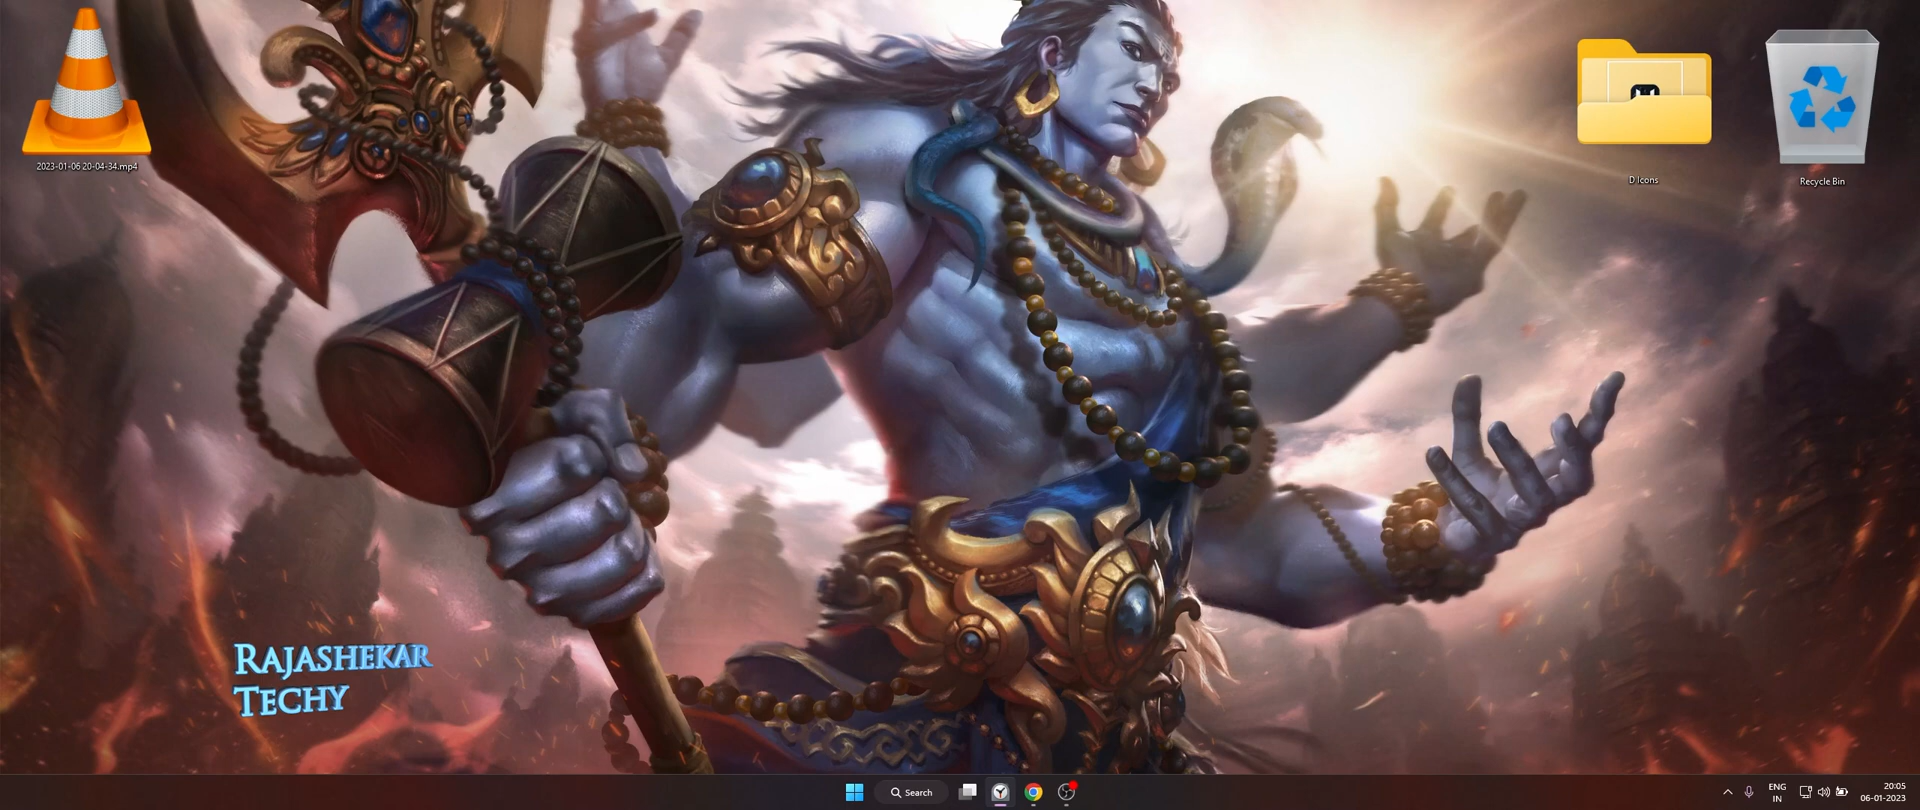 2023-01-06 20-04-34.mp4
D Icons
Recycle Bin
RAJASHEKAR
TECHY
Search
ENG
IN
20:05
06-01-2023